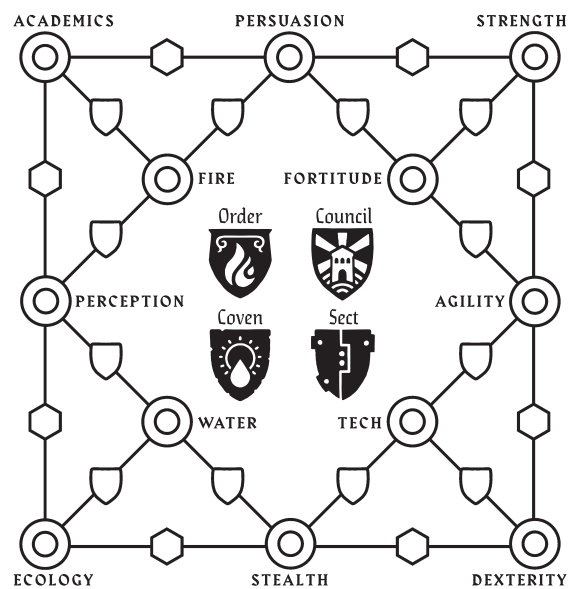 ACADEMICS
PERSUASION
STRENGTH
FIRE
FORTITUDE
Order
Council
PERCEPTION
AGILITY
Coven
Sect
WATER
TECH
ECOLOGY
STEALTH
DEXTERITY